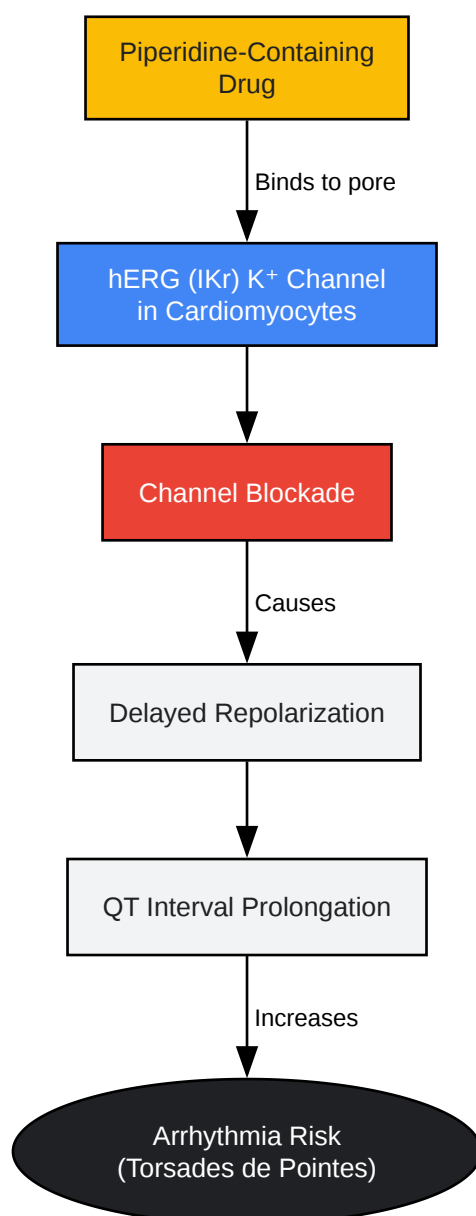 Piperidine-Containing
Drug
Binds to pore
hERG (IKr) K⁺ Channel
in Cardiomyocytes
Channel Blockade
Causes
Delayed Repolarization
QT Interval Prolongation
Increases
Arrhythmia Risk
(Torsades de Pointes)